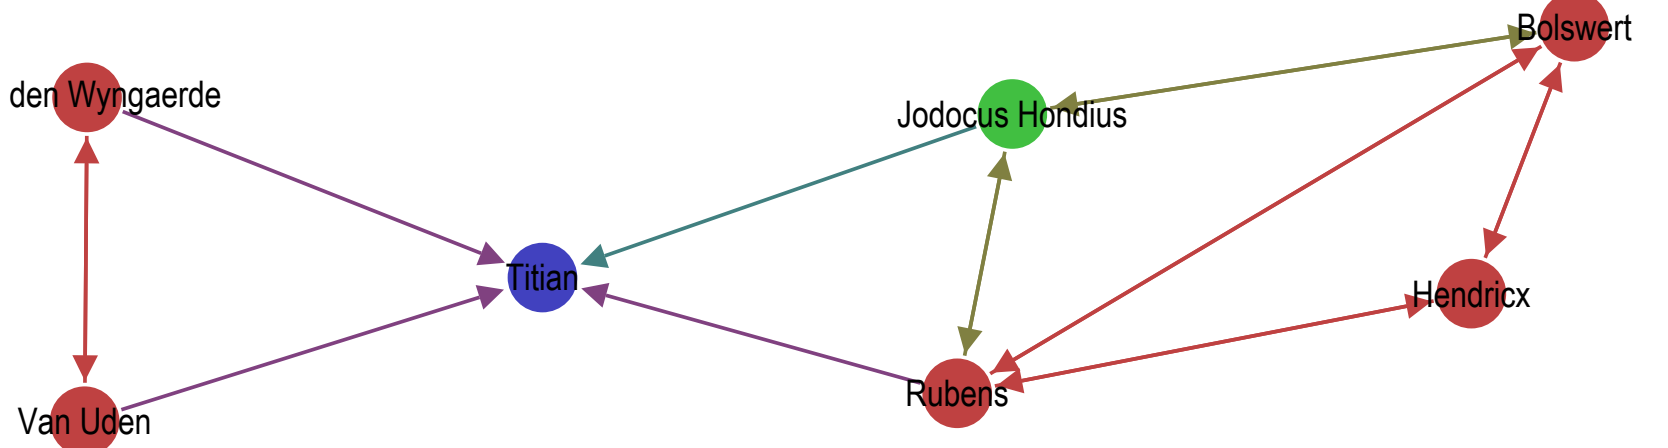 Bolswert
den Wyngaerde
Jodocus Hondius
Titian
Hendricx
Rubens
Van Uden